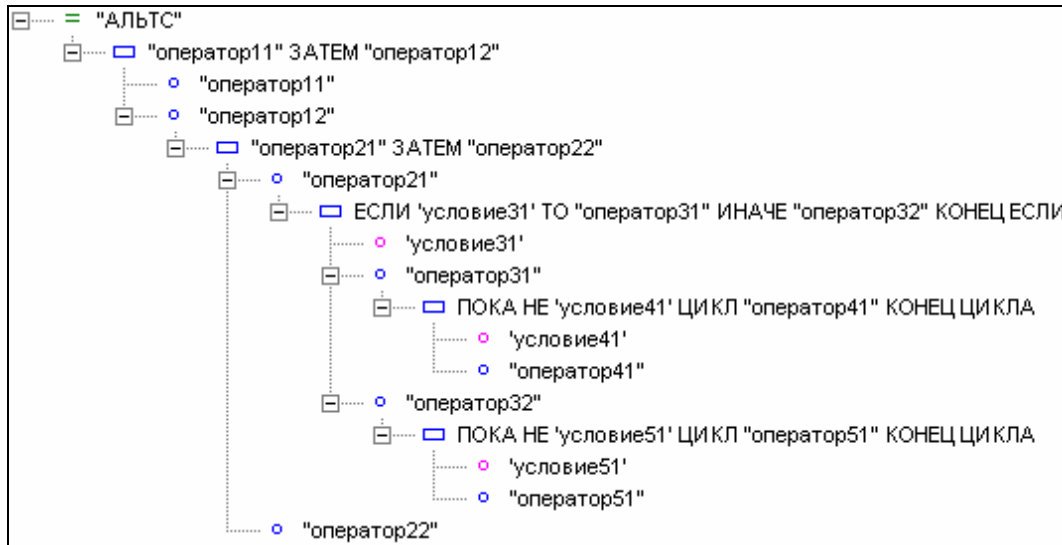 = "АЛЬТС"
"оператор11" ЗАТЕМ "оператор12"
"оператор11"
"оператор12"
"оператор21" ЗАТЕМ "оператор22"
"оператор21"
ЕСЛИ 'условие31' ТО "оператор31" ИНАЧЕ "оператор32" КОНЕЦ ЕСЛИ
'условие31'
"оператор31"
ПОКА НЕ 'условие41' ЦИКЛ "оператор41" КОНЕЦ ЦИКЛА
'условие41'
"оператор41"
"оператор32"
ПОКА НЕ 'условие51' ЦИКЛ "оператор51" КОНЕЦ ЦИКЛА
'условие51'
"оператор51"
"оператор22"